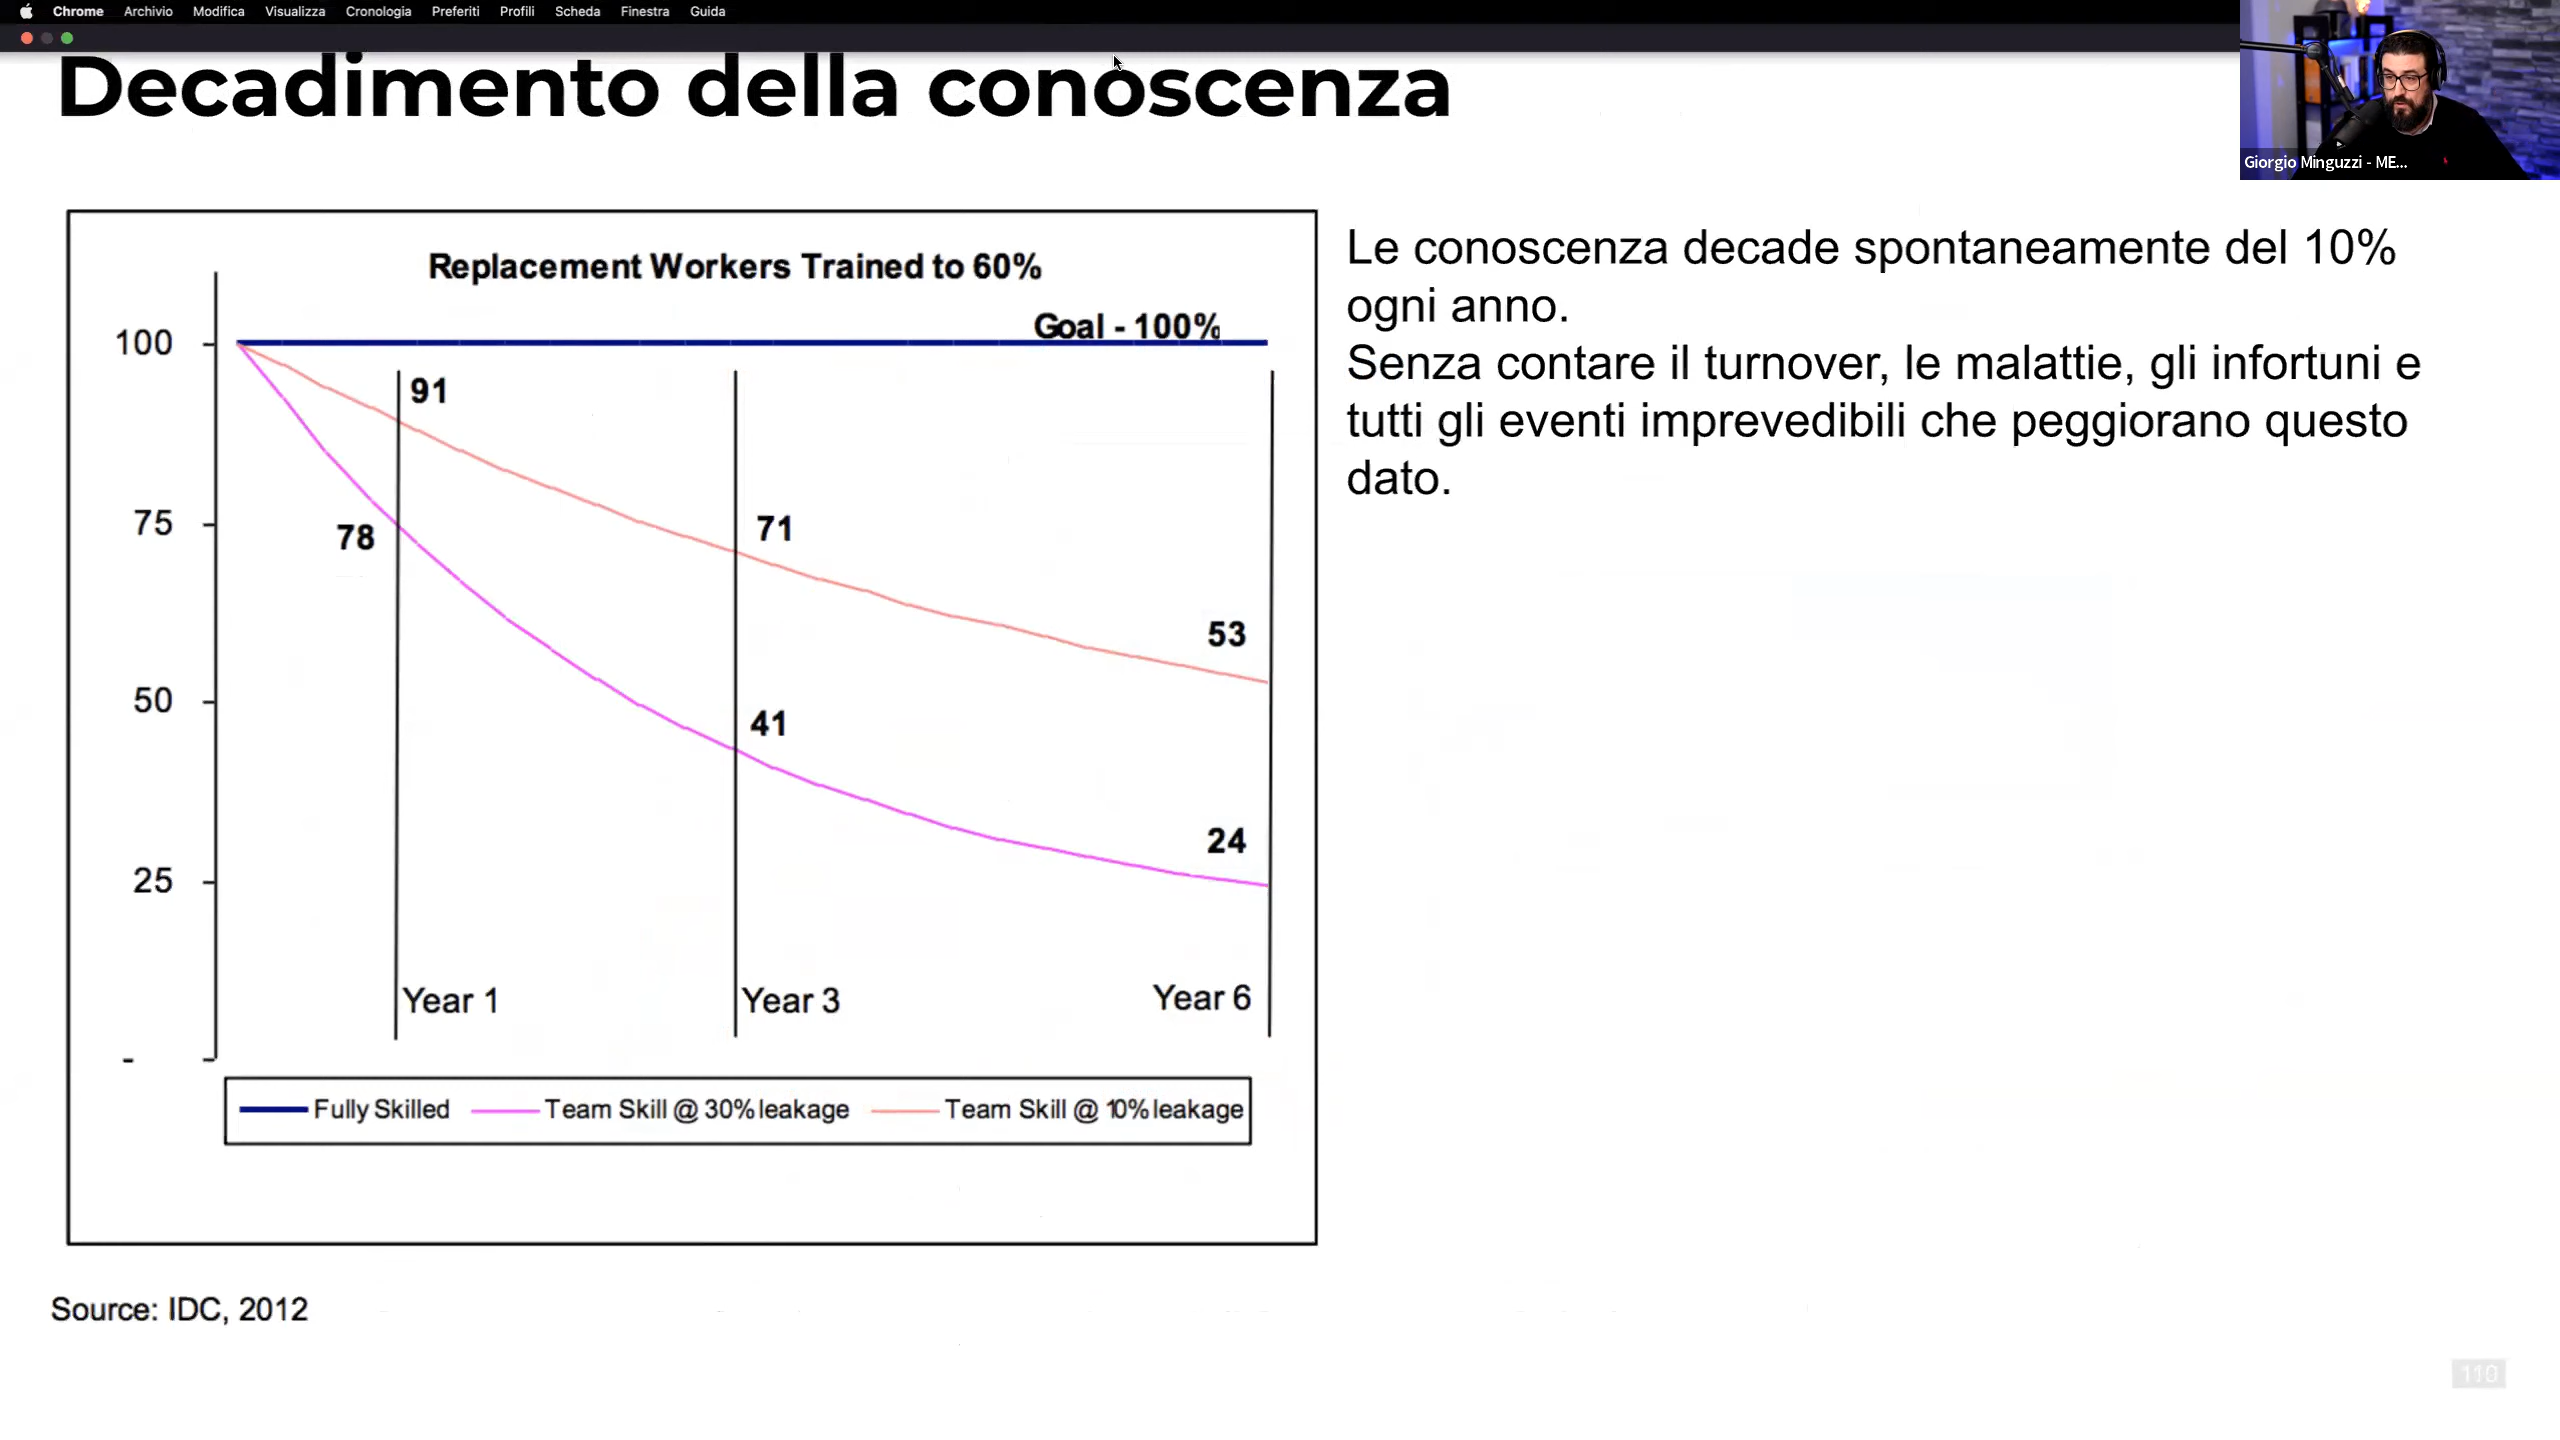 Chrome Archivio Modifica Visualizza Cronologia Preferiti Profili Scheda Finestra Guida
Giorgio Minguzzi - ME...
Decadimento della conoscenza
Replacement Workers Trained to 60%
Goal - 100%
100
91
75
78
71
50
53
41
25
24
Year 1
Year 3
Year 6
-
Fully Skilled Team Skill @ 30% leakage Team Skill @ 10% leakage
Le conoscenza decade spontaneamente del 10%
ogni anno.
Senza contare il turnover, le malattie, gli infortuni e
tutti gli eventi imprevedibili che peggiorano questo
dato.
Source: IDC, 2012
110